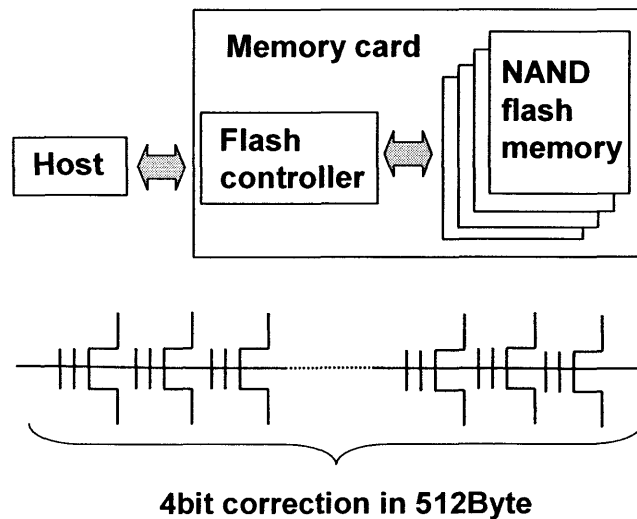 Memory card
NAND
flash
memory
Flash
controller
Host
4bit correction in 512Byte